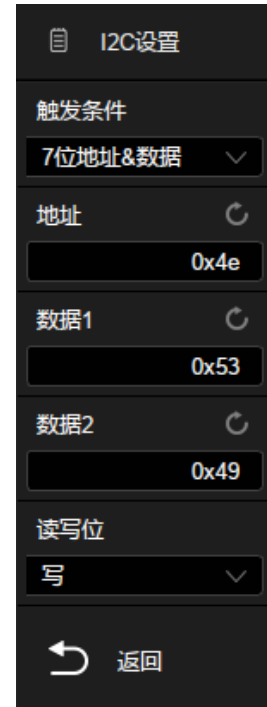 I2C设置
触发条件
7位地址&数据
地址
0x4e
数据1
0x53
数据2
0x49
读写位
写
返回